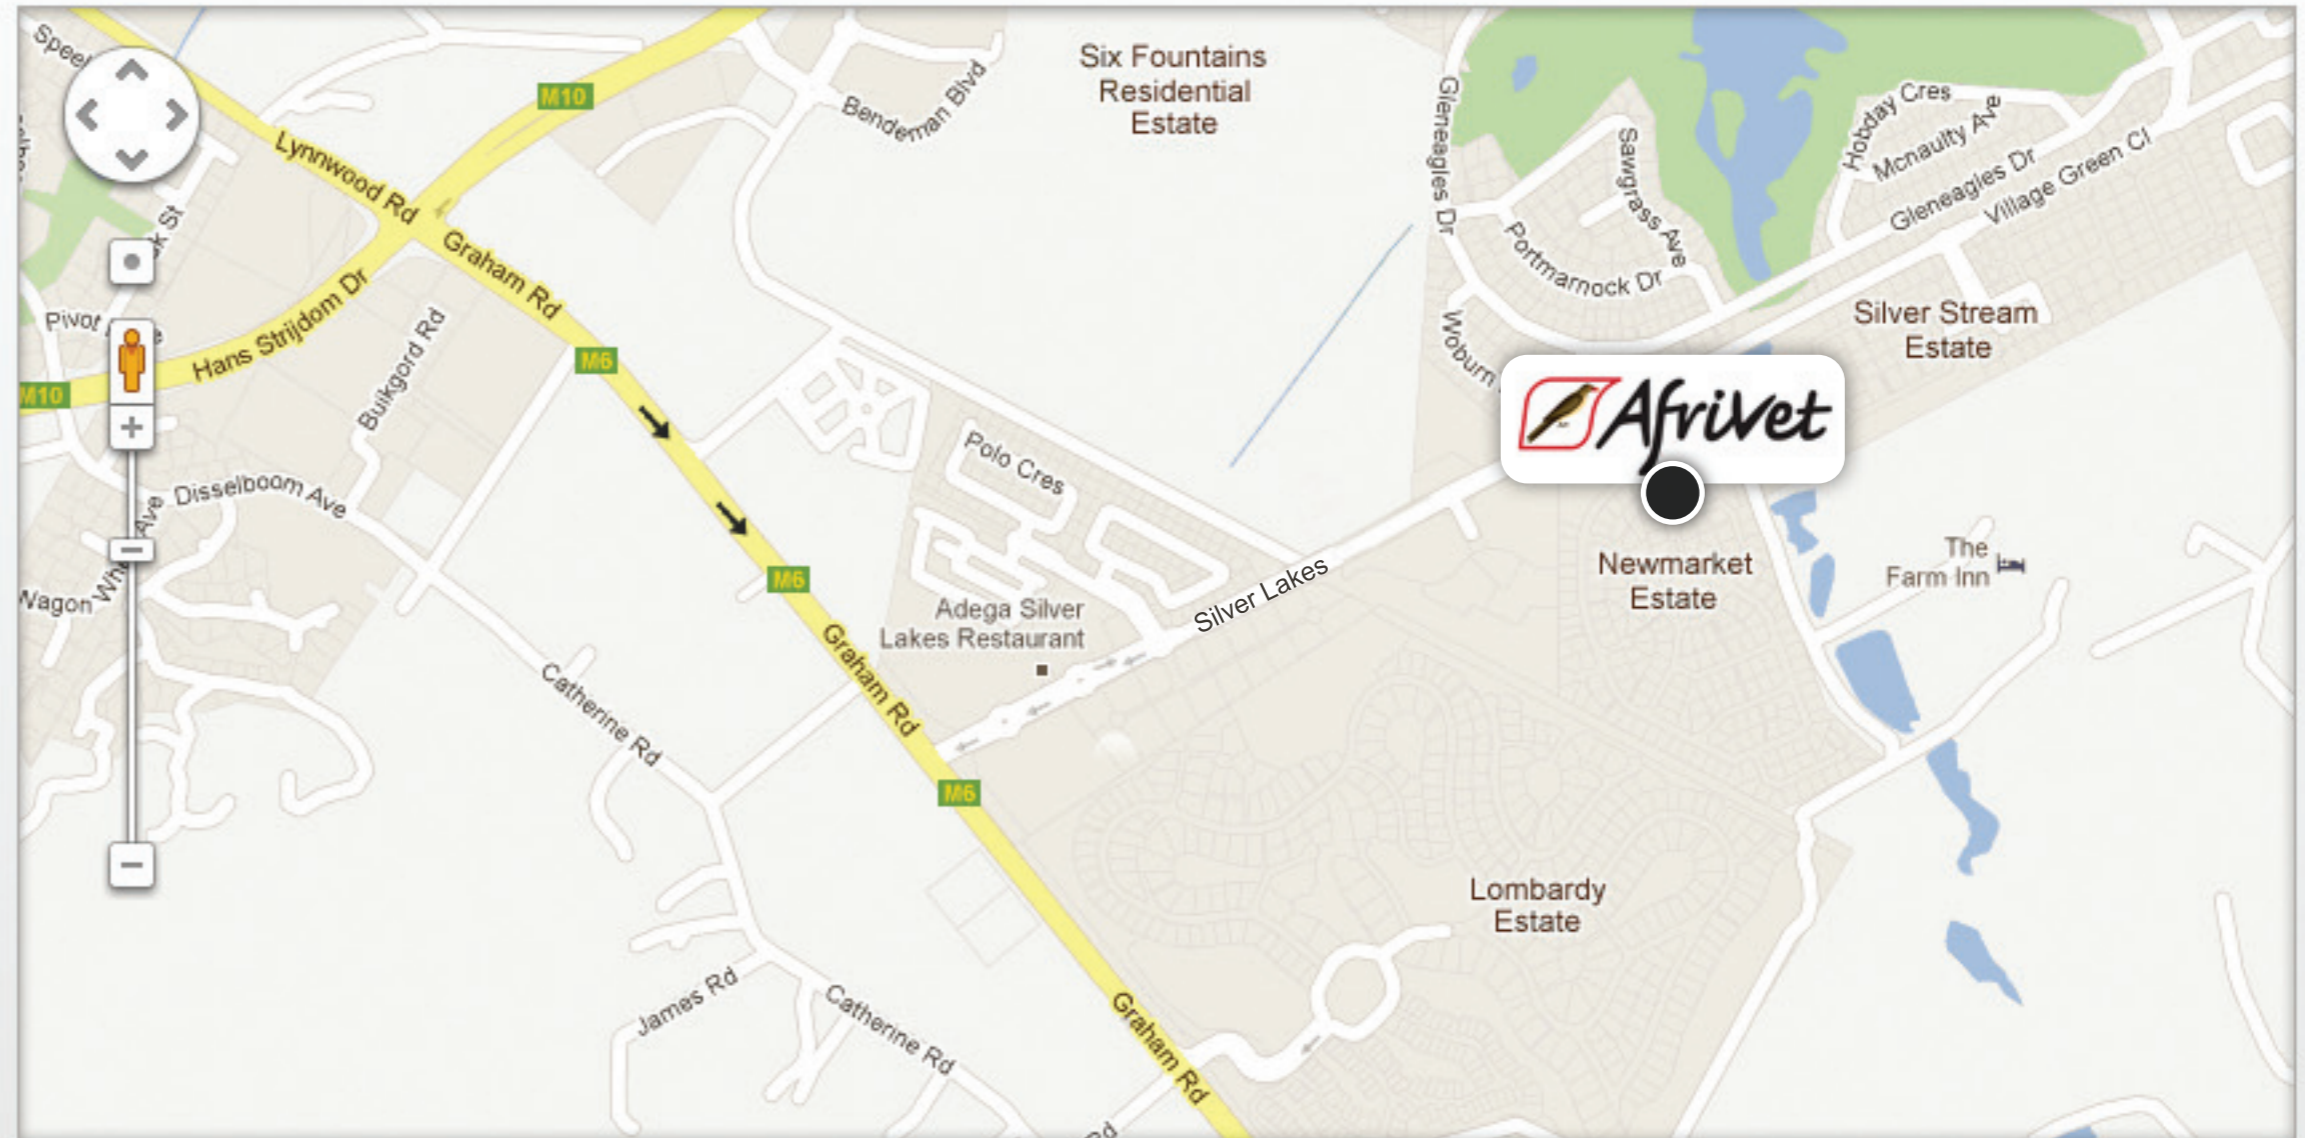 Six Fountains
Residential
Estate
M10
Bendeman Blvd
Gleneagles Dr
Sawgrass Ave
Hobday Cres
Mcnaulty Ave
Gleneagles Dr
Village Green Cl
Lynnwood Rd
Graham Rd
Portmarnock Dr
Pivot
Hans Strijdom Dr
Buikgord Rd
M6
M10
Silver Stream
Estate
Woburn
AfriVet
Polo Cres
Disselboom Ave
Ave
Wagon
M6
Silver Lakes
Newmarket
Estate
The
Farm Inn
Adega Silver
Lakes Restaurant
Graham Rd
Catherine Rd
M6
Lombardy
Estate
James Rd
Catherine Rd
Graham Rd
Rd